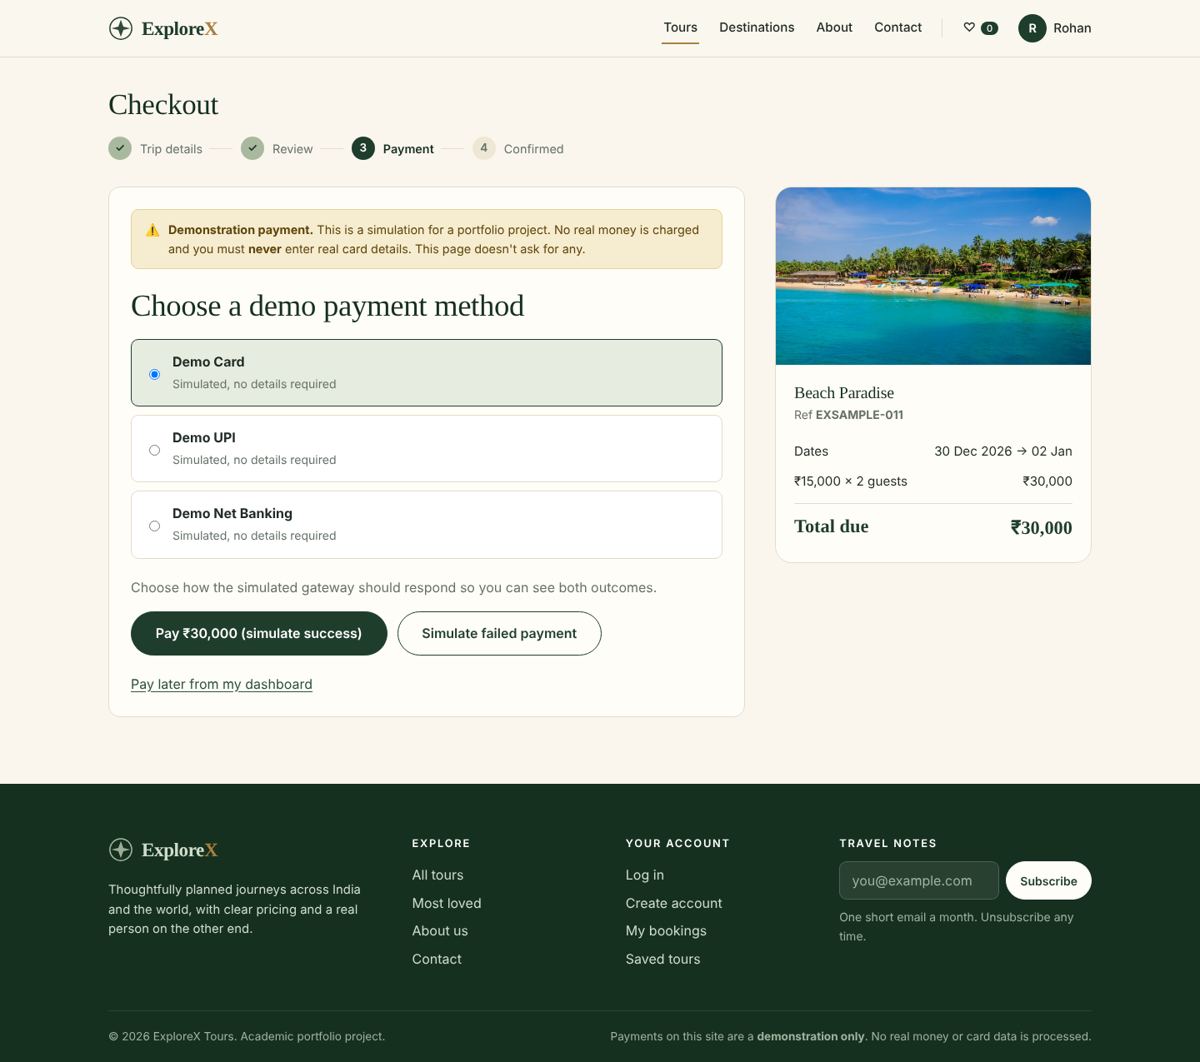 ExploreX
Tours
Destinations
About
Contact
0
R
Rohan
Checkout
Trip details
Review
3
Payment
4
Confirmed
Demonstration payment. This is a simulation for a portfolio project. No real money is charged
and you must never enter real card details. This page doesn't ask for any.
Choose a demo payment method
Demo Card
Simulated, no details required
Demo UPI
Simulated, no details required
Demo Net Banking
Simulated, no details required
Choose how the simulated gateway should respond so you can see both outcomes.
Pay ₹30,000 (simulate success)
Simulate failed payment
Pay later from my dashboard
Beach Paradise
Ref EXSAMPLE-011
Dates 30 Dec 2026 → 02 Jan
₹15,000 × 2 guests ₹30,000
Total due ₹30,000
ExploreX
Thoughtfully planned journeys across India
and the world, with clear pricing and a real
person on the other end.
EXPLORE
All tours
Most loved
About us
Contact
YOUR ACCOUNT
Log in
Create account
My bookings
Saved tours
TRAVEL NOTES
you@example.com
Subscribe
One short email a month. Unsubscribe any
time.
© 2026 ExploreX Tours. Academic portfolio project.
Payments on this site are a demonstration only. No real money or card data is processed.